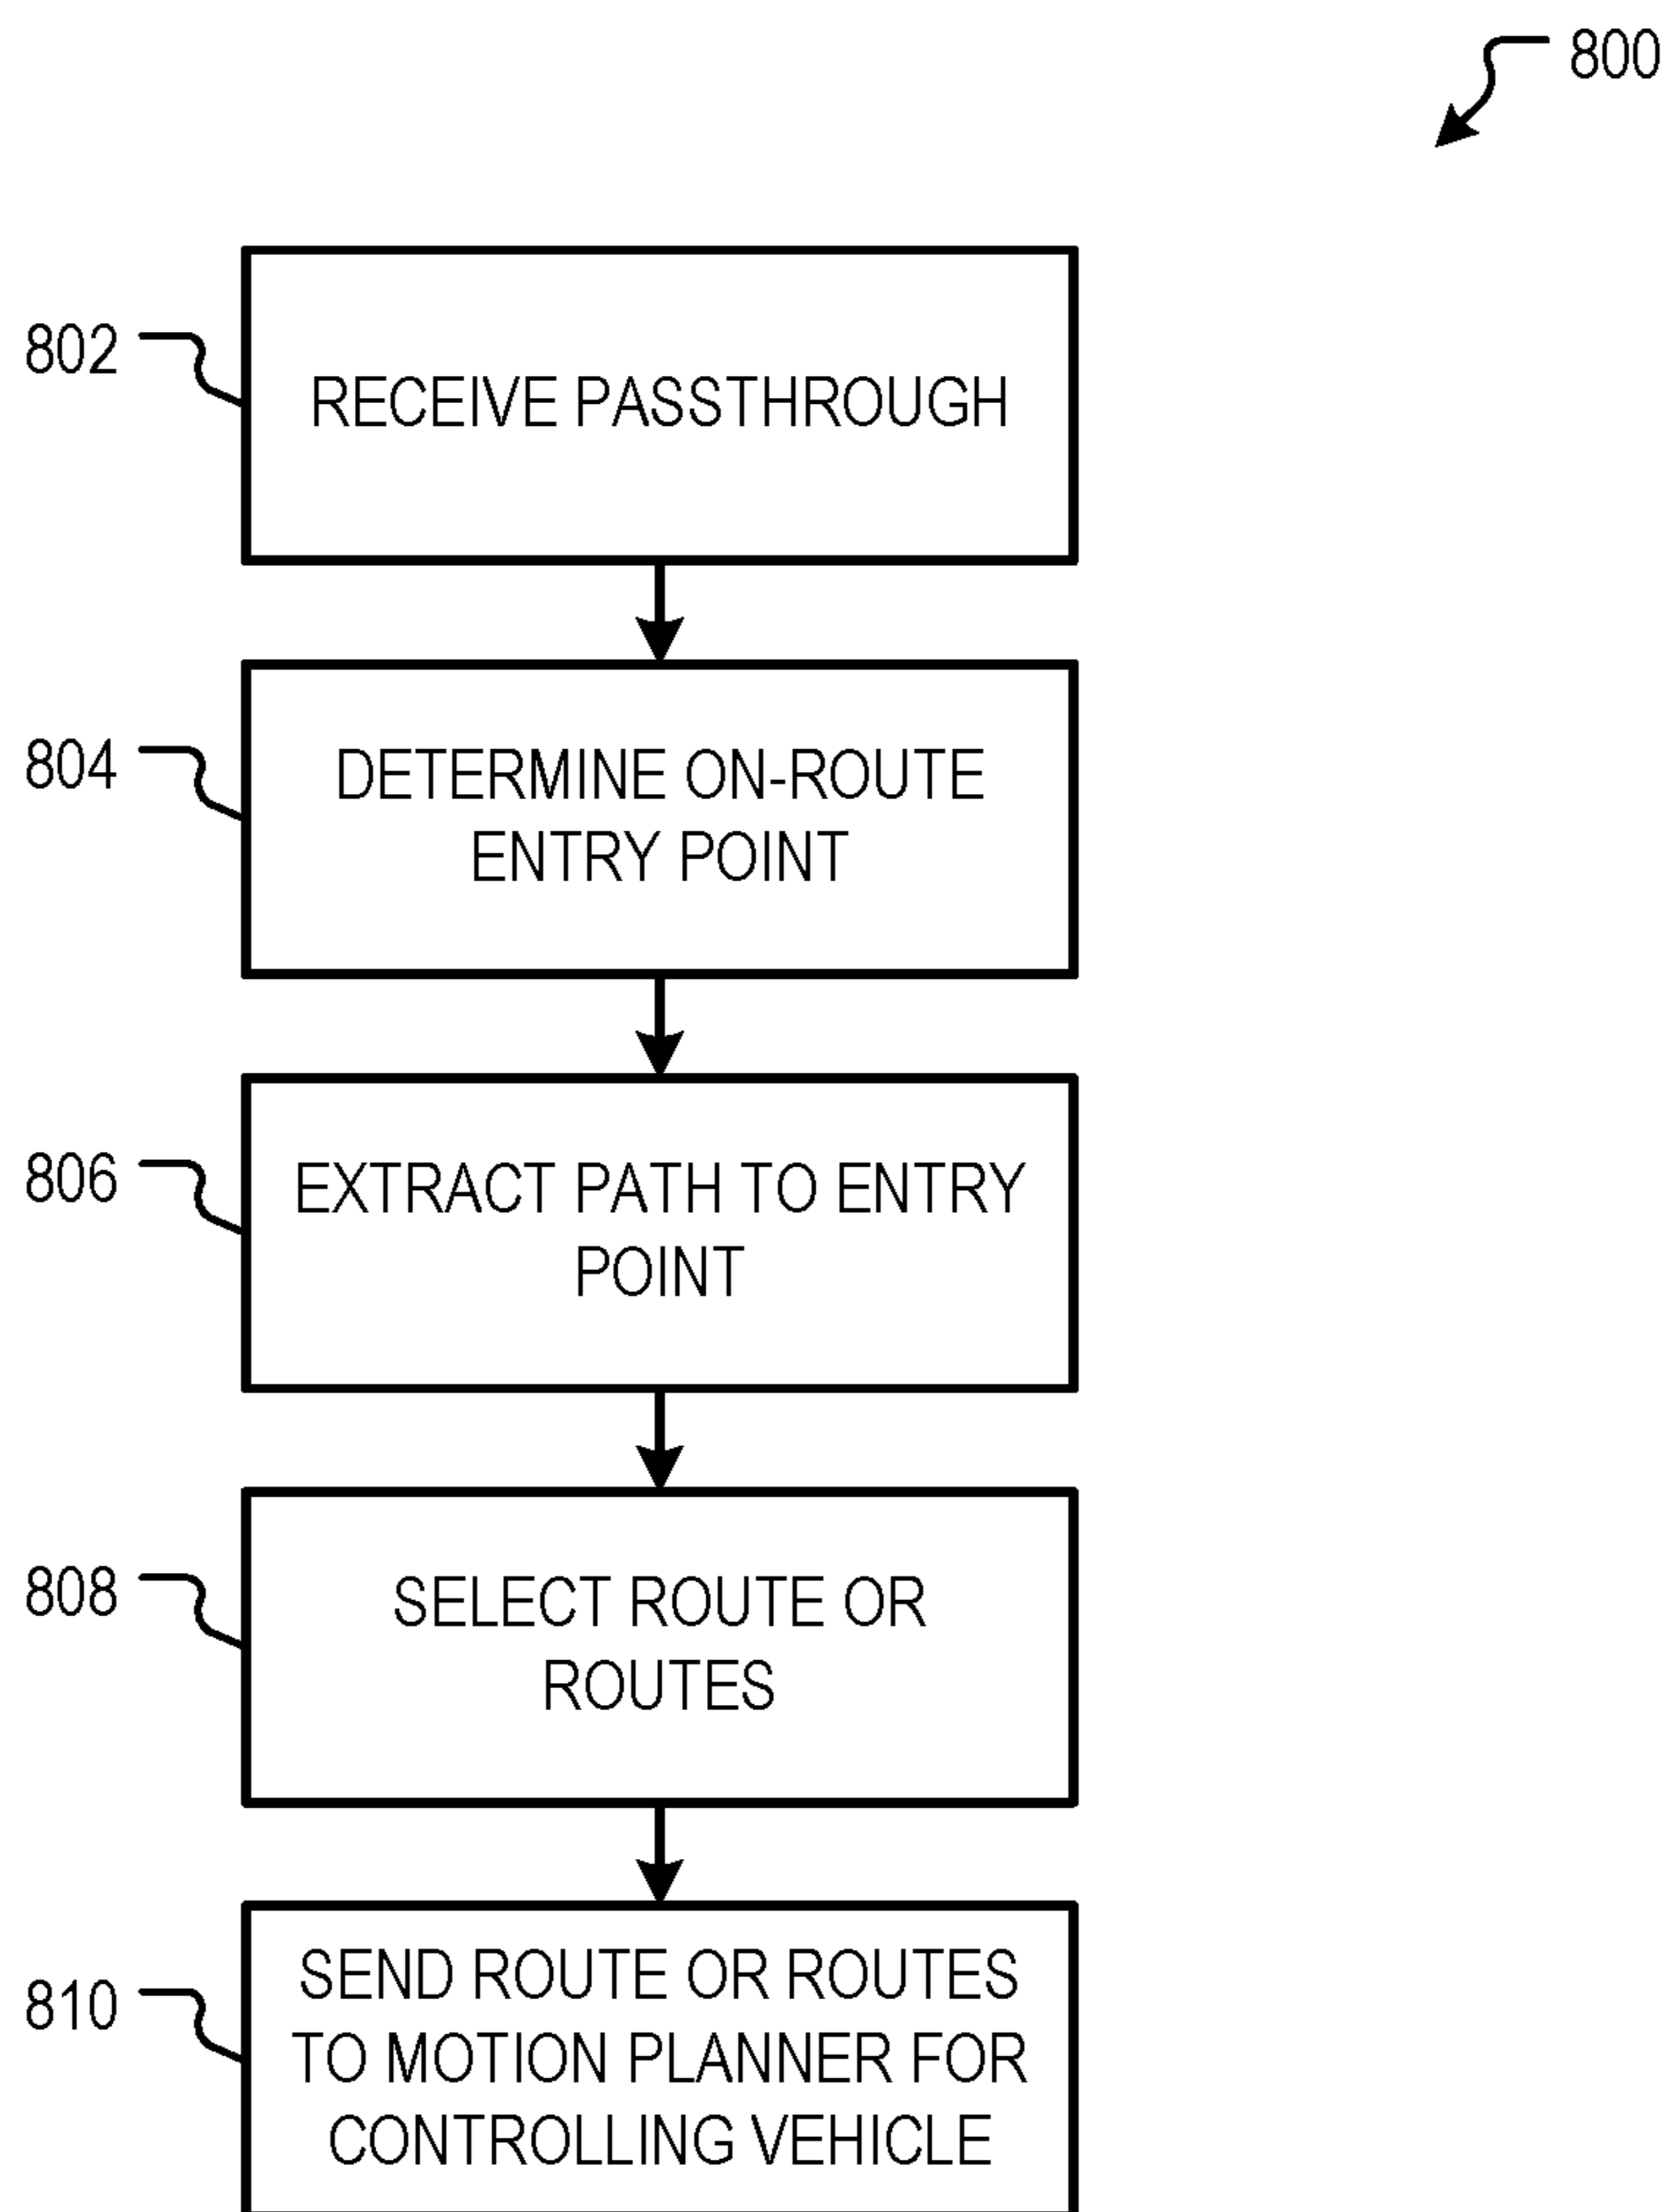 800
802
RECEIVE PASSTHROUGH
804
DETERMINE ON-ROUTE
ENTRY POINT
806
EXTRACT PATH TO ENTRY
POINT
808
SELECT ROUTE OR
ROUTES
810
SEND ROUTE OR ROUTES
TO MOTION PLANNER FOR
CONTROLLING VEHICLE